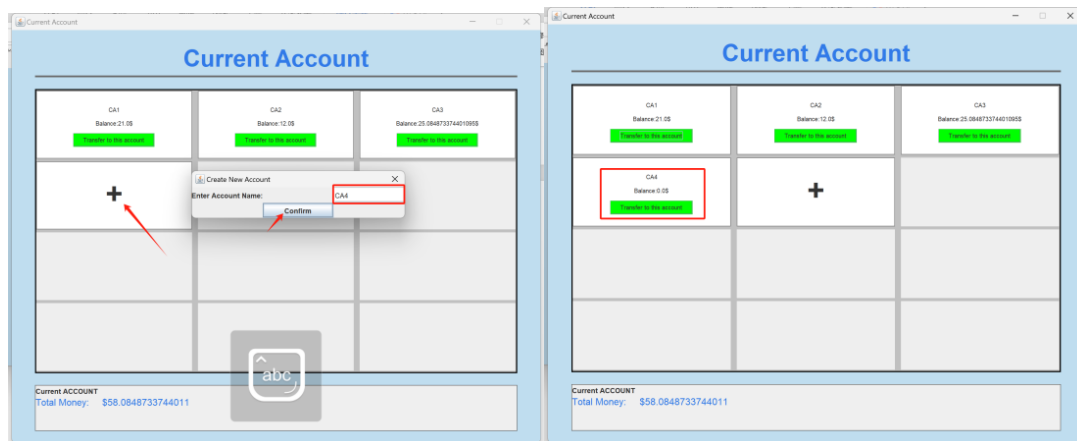 Current Account
Current Account
CA1
Balance:21.0$
Transfer to this account
CA2
Balance:12.0$
Transfer to this account
CA3
Balance:25.084873374401095$
Transfer to this account
Create New Account
Enter Account Name:
CA4
Confirm
abc
Current ACCOUNT
Total Money: $58.0848733744011
Current Account
Current Account
CA1
Balance:21.0$
Transfer to this account
CA2
Balance:12.0$
Transfer to this account
CA3
Balance:25.084873374401095$
Transfer to this account
CA4
Balance:0.0$
Transfer to this account
Current ACCOUNT
Total Money: $58.0848733744011